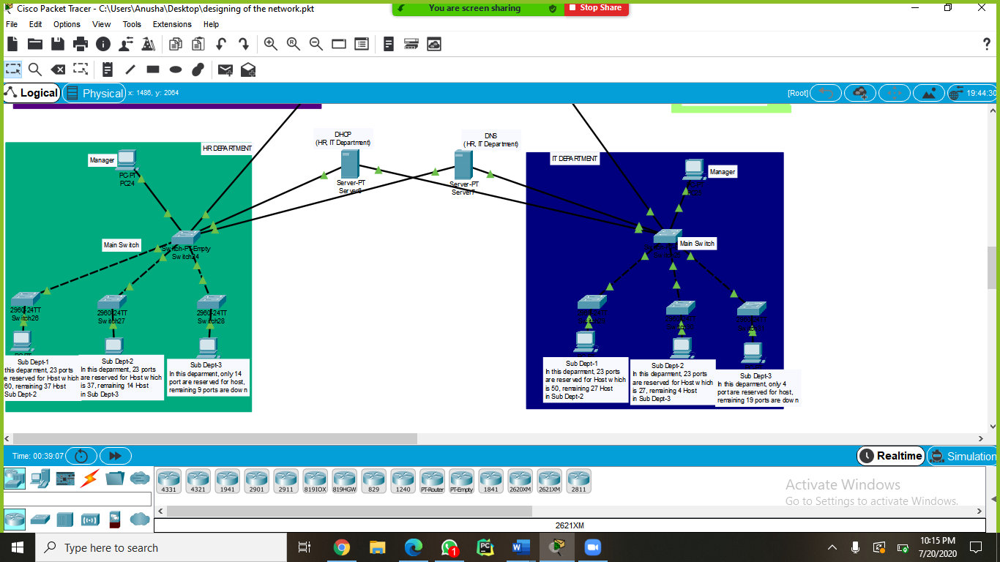 Cisco Packet Tracer - C:\Users\Anusha\Desktop\designing of the network.pkt
You are screen sharing
Stop Share
File Edit Options View Tools Extensions Help
?
Logical
Physical
x: 1486, y: 2064
[Root]
19:44:30
HR DEPARTMENT
Manager
PC-PT
PC24
DHCP
(HR, IT Department)
Server-PT
Server6
DNS
(HR, IT Department)
Server-PT
Server7
IT DEPARTMENT
Manager
Main Switch
Switch-PT-Empty
Switch24
Main Switch
2960-24TT
Switch26
2960-24TT
Switch27
2960-24TT
Switch28
2960-24TT
2960-24TT
Sub Dept-1
this deparment, 23 ports
are reserved for Host which
60, remaining 37 Host
Sub Dept-2
Sub Dept-2
In this deparment, 23 ports
are reserved for Host which
is 37, remaining 14 Host
in Sub Dept-3
Sub Dept-3
In this deparment, only 14
port are reserved for host,
remaining 9 ports are down
Sub Dept-1
In this deparment, 23 ports
are reserved for Host which
is 50, remaining 27 Host
in Sub Dept-2
Sub Dept-2
In this deparment, 23 ports
are reserved for Host which
is 27, remaining 4 Host
in Sub Dept-3
Sub Dept-3
In this deparment, only 4
port are reserved for host,
remaining 19 ports are down
Time: 00:39:07
Realtime
Simulation
4331 4321 1941 2901 2911 819IOX 819HGW 829 1240 PT-Router PT-Empty 1841 2620XM 2621XM 2811
Activate Windows
Go to Settings to activate Windows.
2621XM
Type here to search
1
10:15 PM
7/20/2020